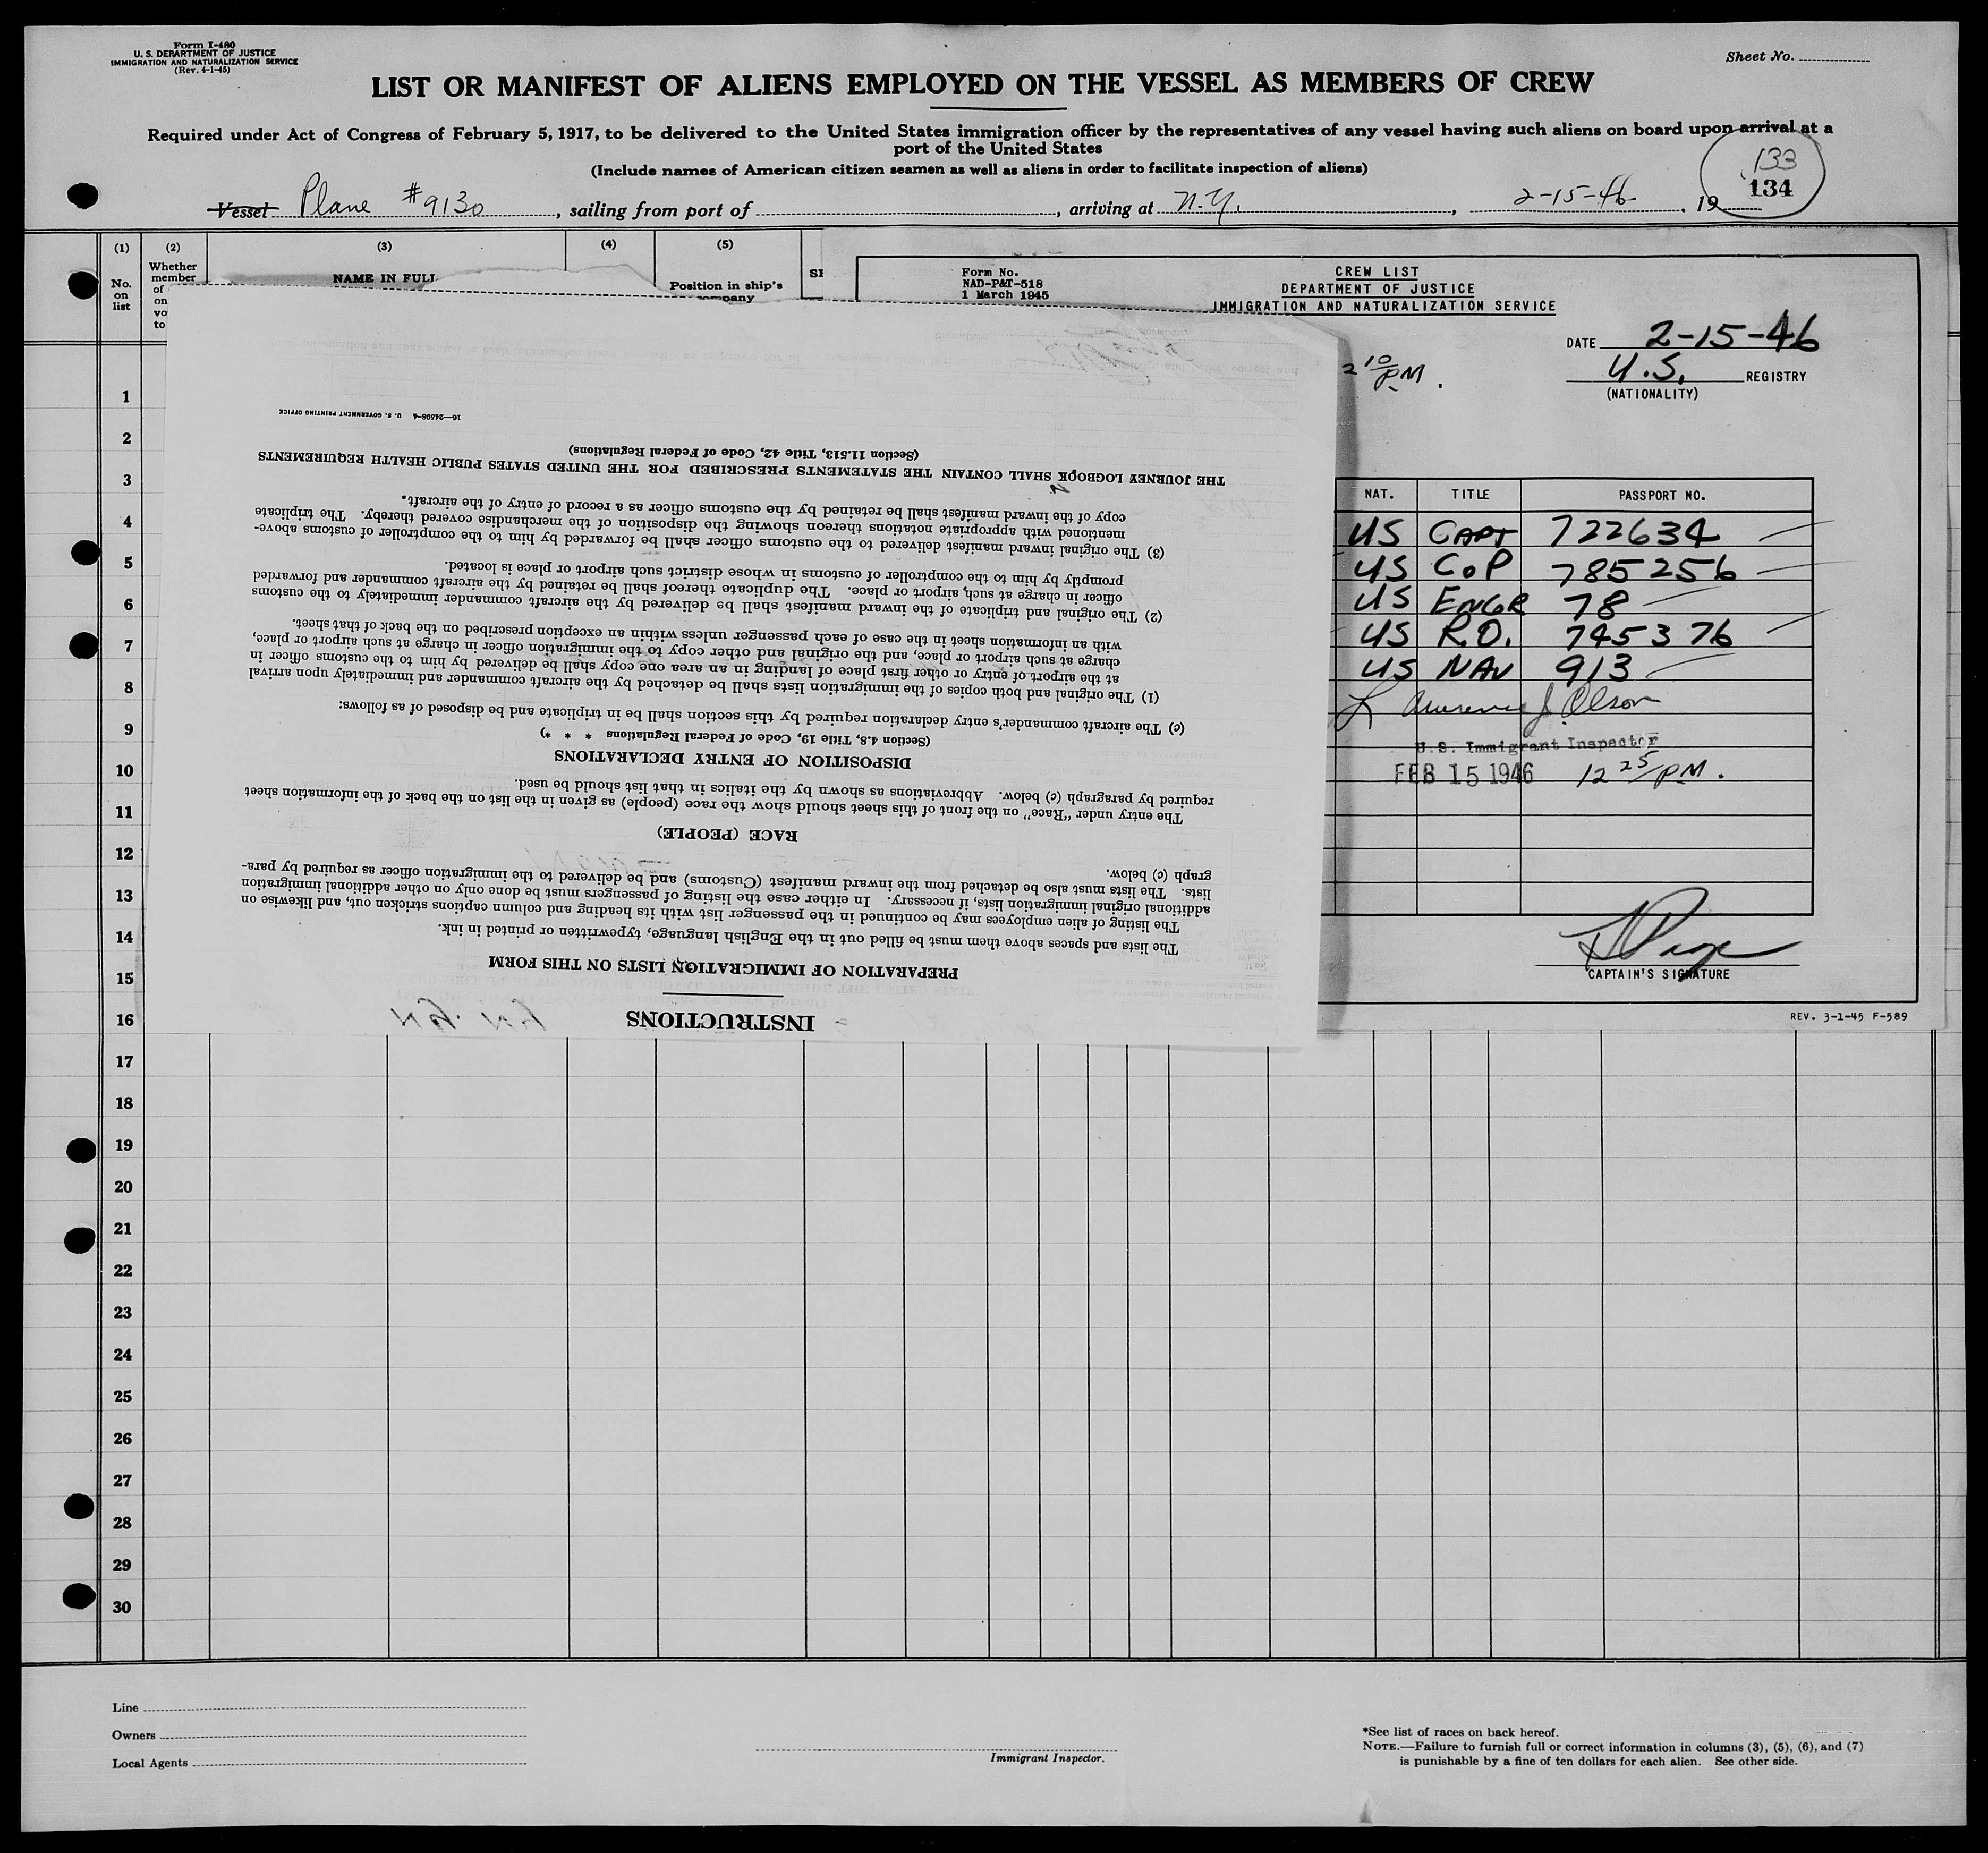 Form I-480
U. S. DEPARTMENT OF JUSTICE
IMMIGRATION AND NATURALIZATION SERVICE
(Rev. 4-1-45)
Sheet No.
LIST OR MANIFEST OF ALIENS EMPLOYED ON THE VESSEL AS MEMBERS OF CREW
Required under Act of Congress of February 5, 1917, to be delivered to the United States immigration officer by the representatives of any vessel having such aliens on board upon arrival at a
port of the United States
(Include names of American citizen seamen as well as aliens in order to facilitate inspection of aliens)
133
134
Vessel Plane #9130, sailing from port of , arriving at N.Y., 2-15-46, 19
(1) (2) (3) (4) (5)
No. on list
Whether member of
on
vo
to
NAME IN FULL
Position in ship's company
Form No.
NAD-P&T-518
1 March 1945
CREW LIST
DEPARTMENT OF JUSTICE
IMMIGRATION AND NATURALIZATION SERVICE
DATE 2-15-46
U.S. REGISTRY
(NATIONALITY)
2 10 PM.
NAT. TITLE PASSPORT NO.
US CAPT 722634
US CoP 785256
US ENGR 78
US R.O. 745376
US NAV 913
Lawrence J. Olson
U.S. Immigrant Inspector
FEB 15 1946 12 25 PM.
CAPTAIN'S SIGNATURE
REV. 3-1-45 F-589
INSTRUCTIONS
PREPARATION OF IMMIGRATION LISTS ON THIS FORM
The lists and spaces above them must be filled out in the English language, typewritten or printed in ink.
The listing of alien employees may be continued in the passenger list with its heading and column captions stricken out, and likewise on
additional original immigration lists, if necessary. In either case the listing of passengers must be done only on other additional immigration
lists. The lists must also be detached from the inward manifest (Customs) and be delivered to the immigration officer as required by para-
graph (c) below.
RACE (PEOPLE)
The entry under "Race" on the front of this sheet should show the race (people) as given in the list on the back of the information sheet
required by paragraph (c) below. Abbreviations as shown by the italics in that list should be used.
DISPOSITION OF ENTRY DECLARATIONS
(Section 4.8, Title 19, Code of Federal Regulations * * *)
(c) The aircraft commander's entry declaration required by this section shall be in triplicate and be disposed of as follows:
(1) The original and both copies of the immigration lists shall be detached by the aircraft commander and immediately upon arrival
at the airport of entry or other first place of landing in an area one copy shall be delivered by him to the customs officer in
charge at such airport or place, and the original and other copy to the immigration officer in charge at such airport or place,
with an information sheet in the case of each passenger unless within an exception prescribed on the back of that sheet.
(2) The original and triplicate of the inward manifest shall be delivered by the aircraft commander immediately to the customs
officer in charge at such airport or place. The duplicate thereof shall be retained by the aircraft commander and forwarded
promptly by him to the comptroller of customs in whose district such airport or place is located.
(3) The original inward manifest delivered to the customs officer shall be forwarded by him to the comptroller of customs above-
mentioned with appropriate notations thereon showing the disposition of the merchandise covered thereby. The triplicate
copy of the inward manifest shall be retained by the customs officer as a record of entry of the aircraft.
THE JOURNEY LOGBOOK SHALL CONTAIN THE STATEMENTS PRESCRIBED FOR THE UNITED STATES PUBLIC HEALTH REQUIREMENTS
(Section 11.513, Title 42, Code of Federal Regulations)
16—24598-4 U. S. GOVERNMENT PRINTING OFFICE
1
2
3
4
5
6
7
8
9
10
11
12
13
14
15
16
17
18
19
20
21
22
23
24
25
26
27
28
29
30
Line
Owners
Local Agents
Immigrant Inspector.
*See list of races on back hereof.
NOTE.—Failure to furnish full or correct information in columns (3), (5), (6), and (7)
is punishable by a fine of ten dollars for each alien. See other side.